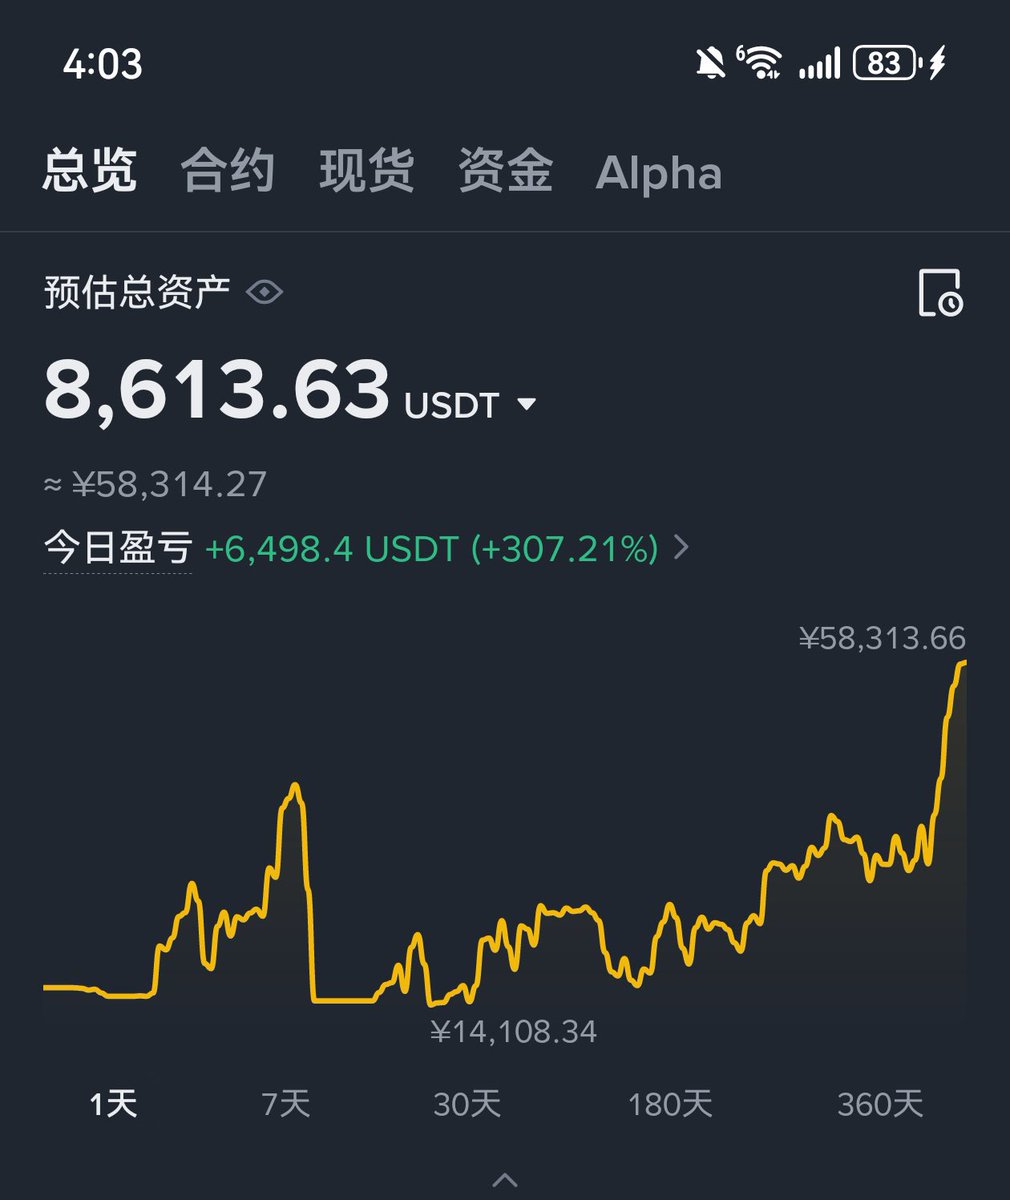 4:03 6 83
总览 合约 现货 资金 Alpha
预估总资产
8,613.63 USDT
≈ ¥58,314.27
今日盈亏 +6,498.4 USDT (+307.21%)
¥58,313.66
¥14,108.34
1天 7天 30天 180天 360天